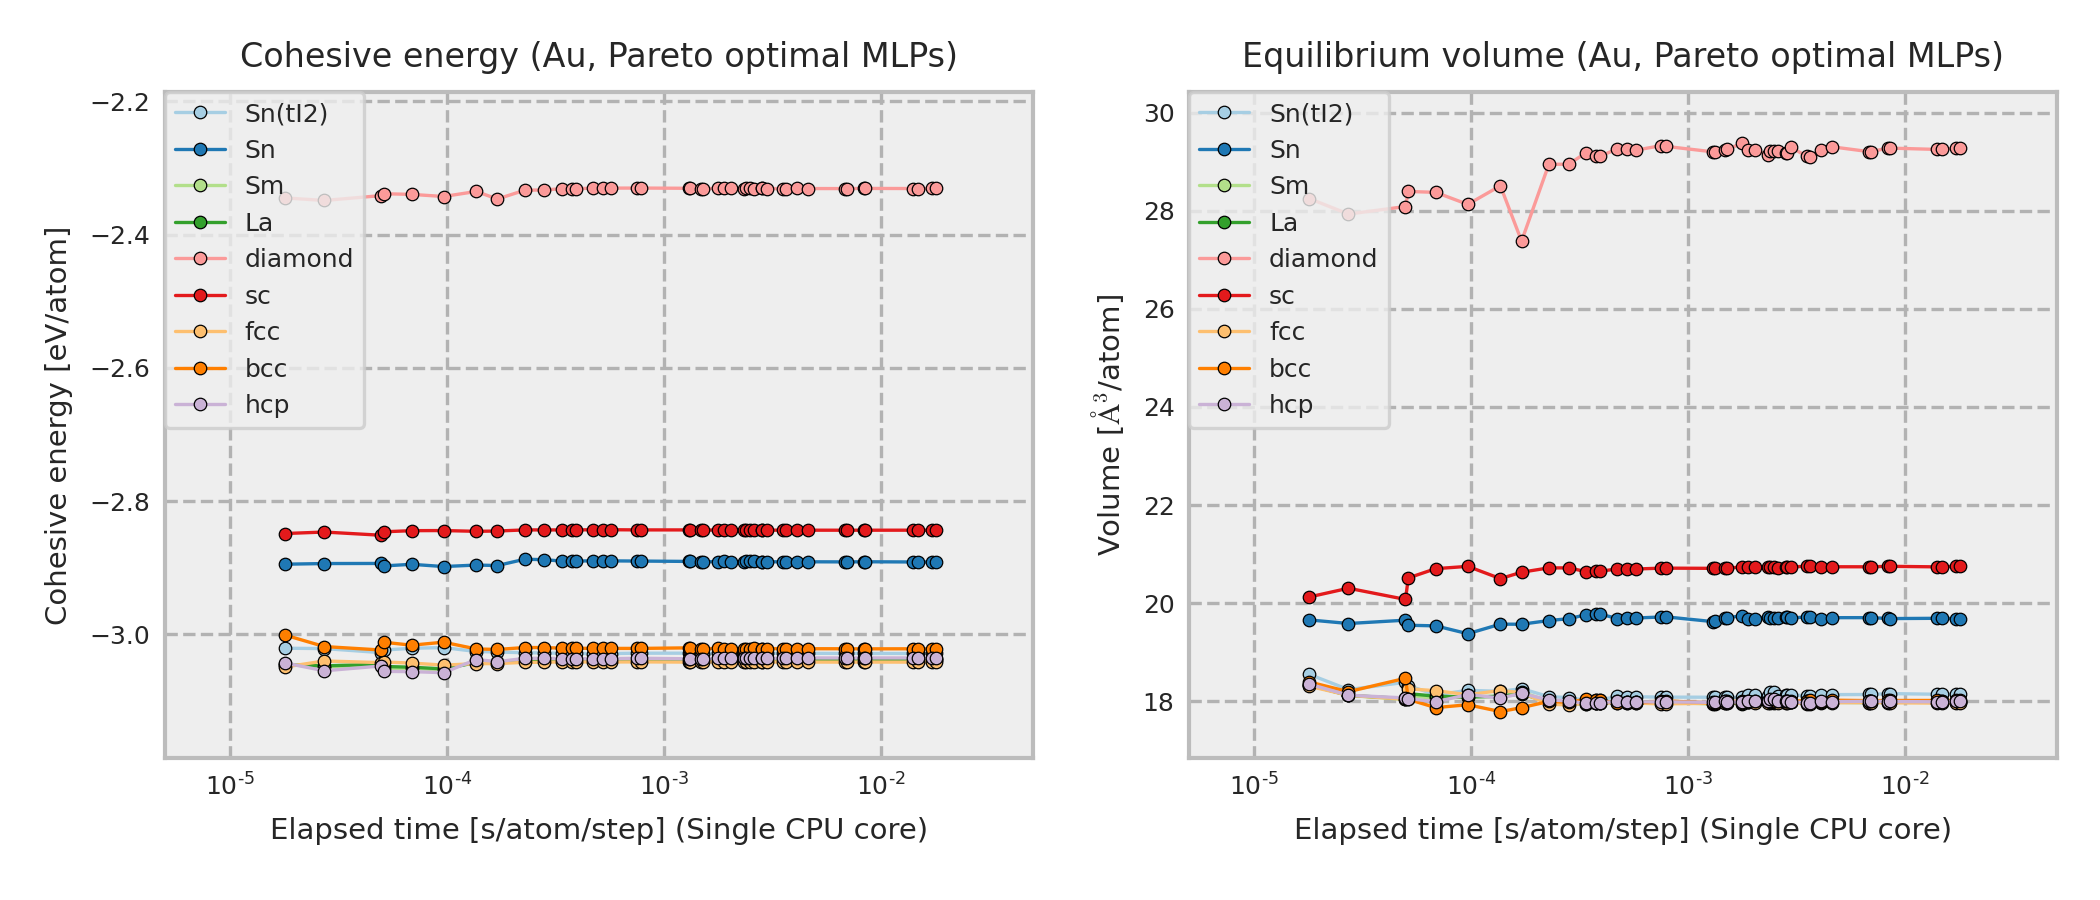 Cohesive energy (Au, Pareto optimal MLPs)
−2.2
−2.4
−2.6
−2.8
−3.0
Cohesive energy [eV/atom]
Sn(tI2)
Sn
Sm
La
diamond
sc
fcc
bcc
hcp
10-5
10-4
10-3
10-2
Elapsed time [s/atom/step] (Single CPU core)
Equilibrium volume (Au, Pareto optimal MLPs)
30
28
26
24
22
20
18
Volume [Å3/atom]
Sn(tI2)
Sn
Sm
La
diamond
sc
fcc
bcc
hcp
10-5
10-4
10-3
10-2
Elapsed time [s/atom/step] (Single CPU core)